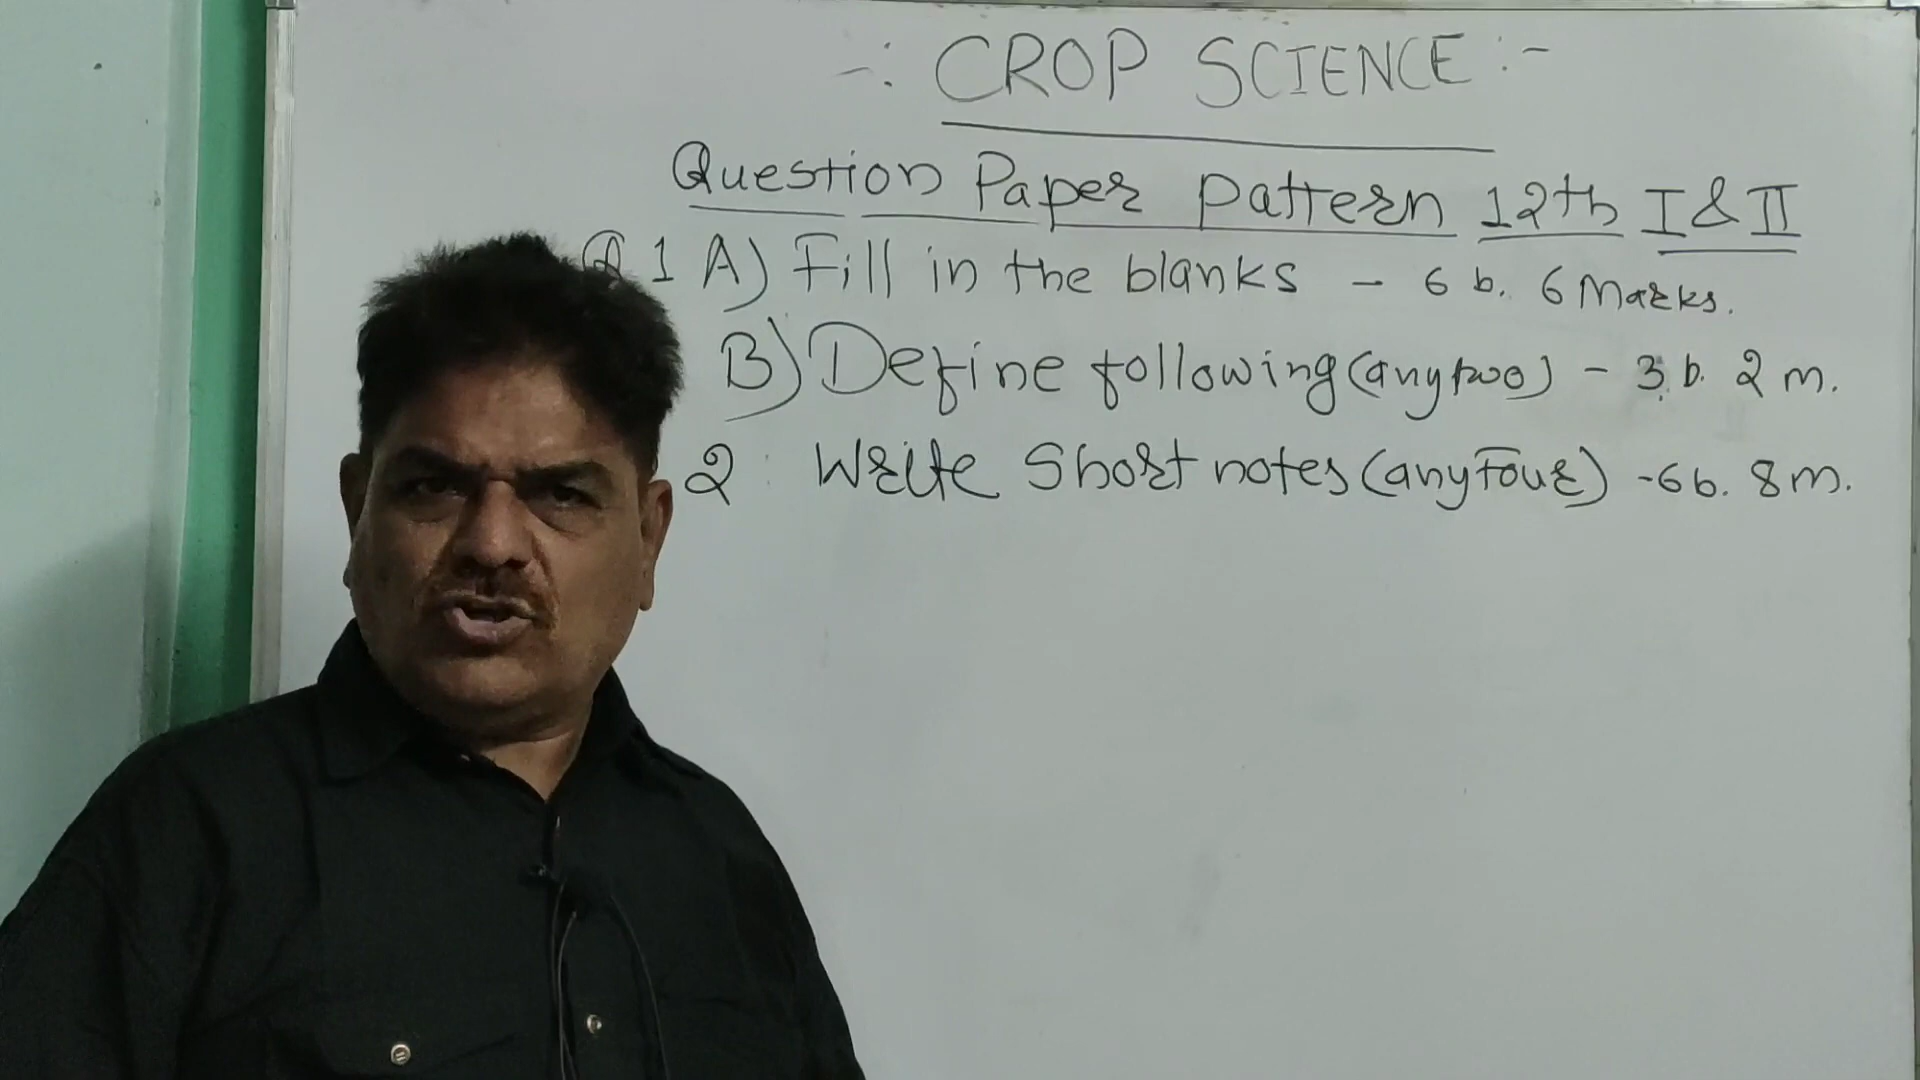 -: CROP SCIENCE :-
Question Paper Pattern 12th I & II
Q 1 A) Fill in the blanks - 6 b. 6 Marks.
B) Define following (any two) - 3 b. 2 m.
2 Write Short notes (any Four) - 6 b. 8 m.